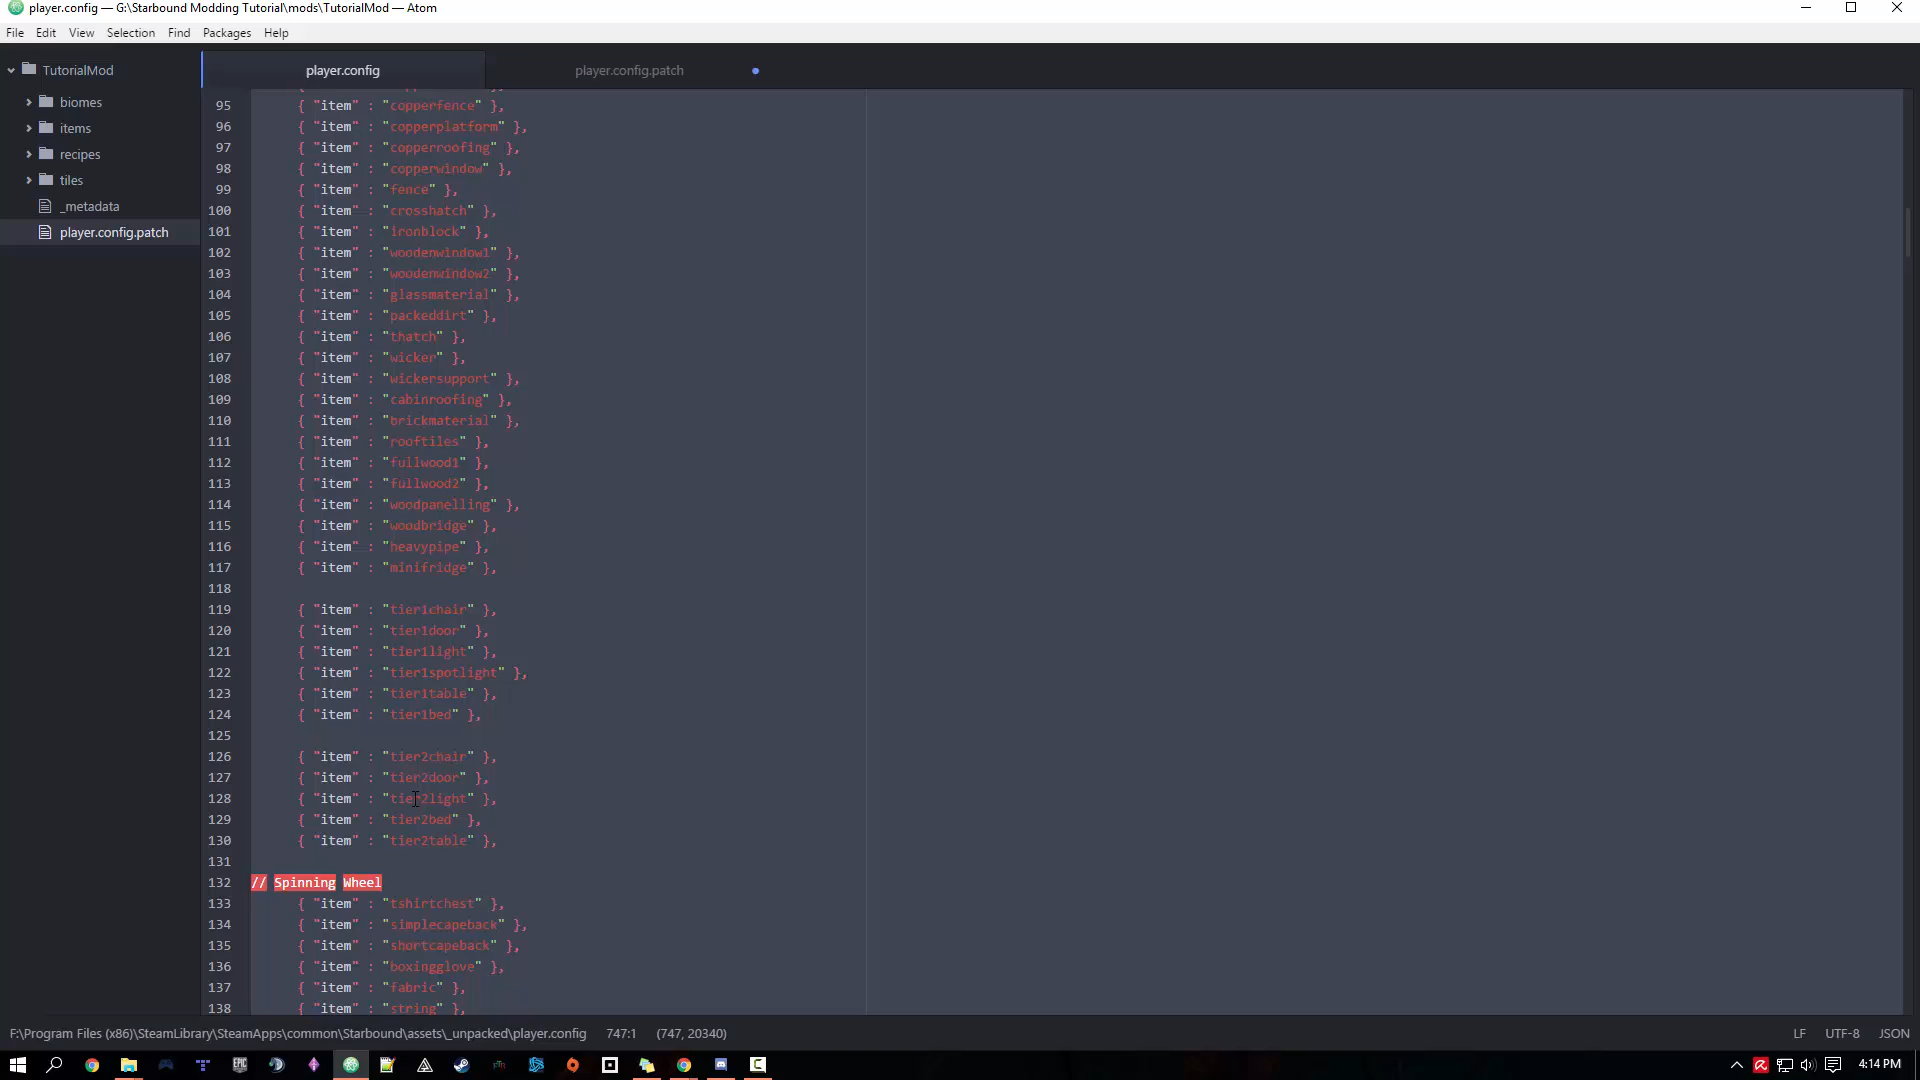 player.config — G:\Starbound Modding Tutorial\mods\TutorialMod — Atom
File Edit View Selection Find Packages Help
TutorialMod
biomes
items
recipes
tiles
_metadata
player.config.patch
player.config player.config.patch
95 { "item" : "copperfence" },
96 { "item" : "copperplatform" },
97 { "item" : "copperroofing" },
98 { "item" : "copperwindow" },
99 { "item" : "fence" },
100 { "item" : "crosshatch" },
101 { "item" : "ironblock" },
102 { "item" : "woodenwindow1" },
103 { "item" : "woodenwindow2" },
104 { "item" : "glassmaterial" },
105 { "item" : "packeddirt" },
106 { "item" : "thatch" },
107 { "item" : "wicker" },
108 { "item" : "wickersupport" },
109 { "item" : "cabinroofing" },
110 { "item" : "brickmaterial" },
111 { "item" : "rooftiles" },
112 { "item" : "fullwood1" },
113 { "item" : "fullwood2" },
114 { "item" : "woodpanelling" },
115 { "item" : "woodbridge" },
116 { "item" : "heavypipe" },
117 { "item" : "minifridge" },
118
119 { "item" : "tier1chair" },
120 { "item" : "tier1door" },
121 { "item" : "tier1light" },
122 { "item" : "tier1spotlight" },
123 { "item" : "tier1table" },
124 { "item" : "tier1bed" },
125
126 { "item" : "tier2chair" },
127 { "item" : "tier2door" },
128 { "item" : "tier2light" },
129 { "item" : "tier2bed" },
130 { "item" : "tier2table" },
131
132 // Spinning Wheel
133 { "item" : "tshirtchest" },
134 { "item" : "simplecapeback" },
135 { "item" : "shortcapeback" },
136 { "item" : "boxingglove" },
137 { "item" : "fabric" },
138 { "item" : "string" },
F:\Program Files (x86)\SteamLibrary\SteamApps\common\Starbound\assets\_unpacked\player.config 747:1 (747, 20340) LF UTF-8 JSON
EPIC
4:14 PM